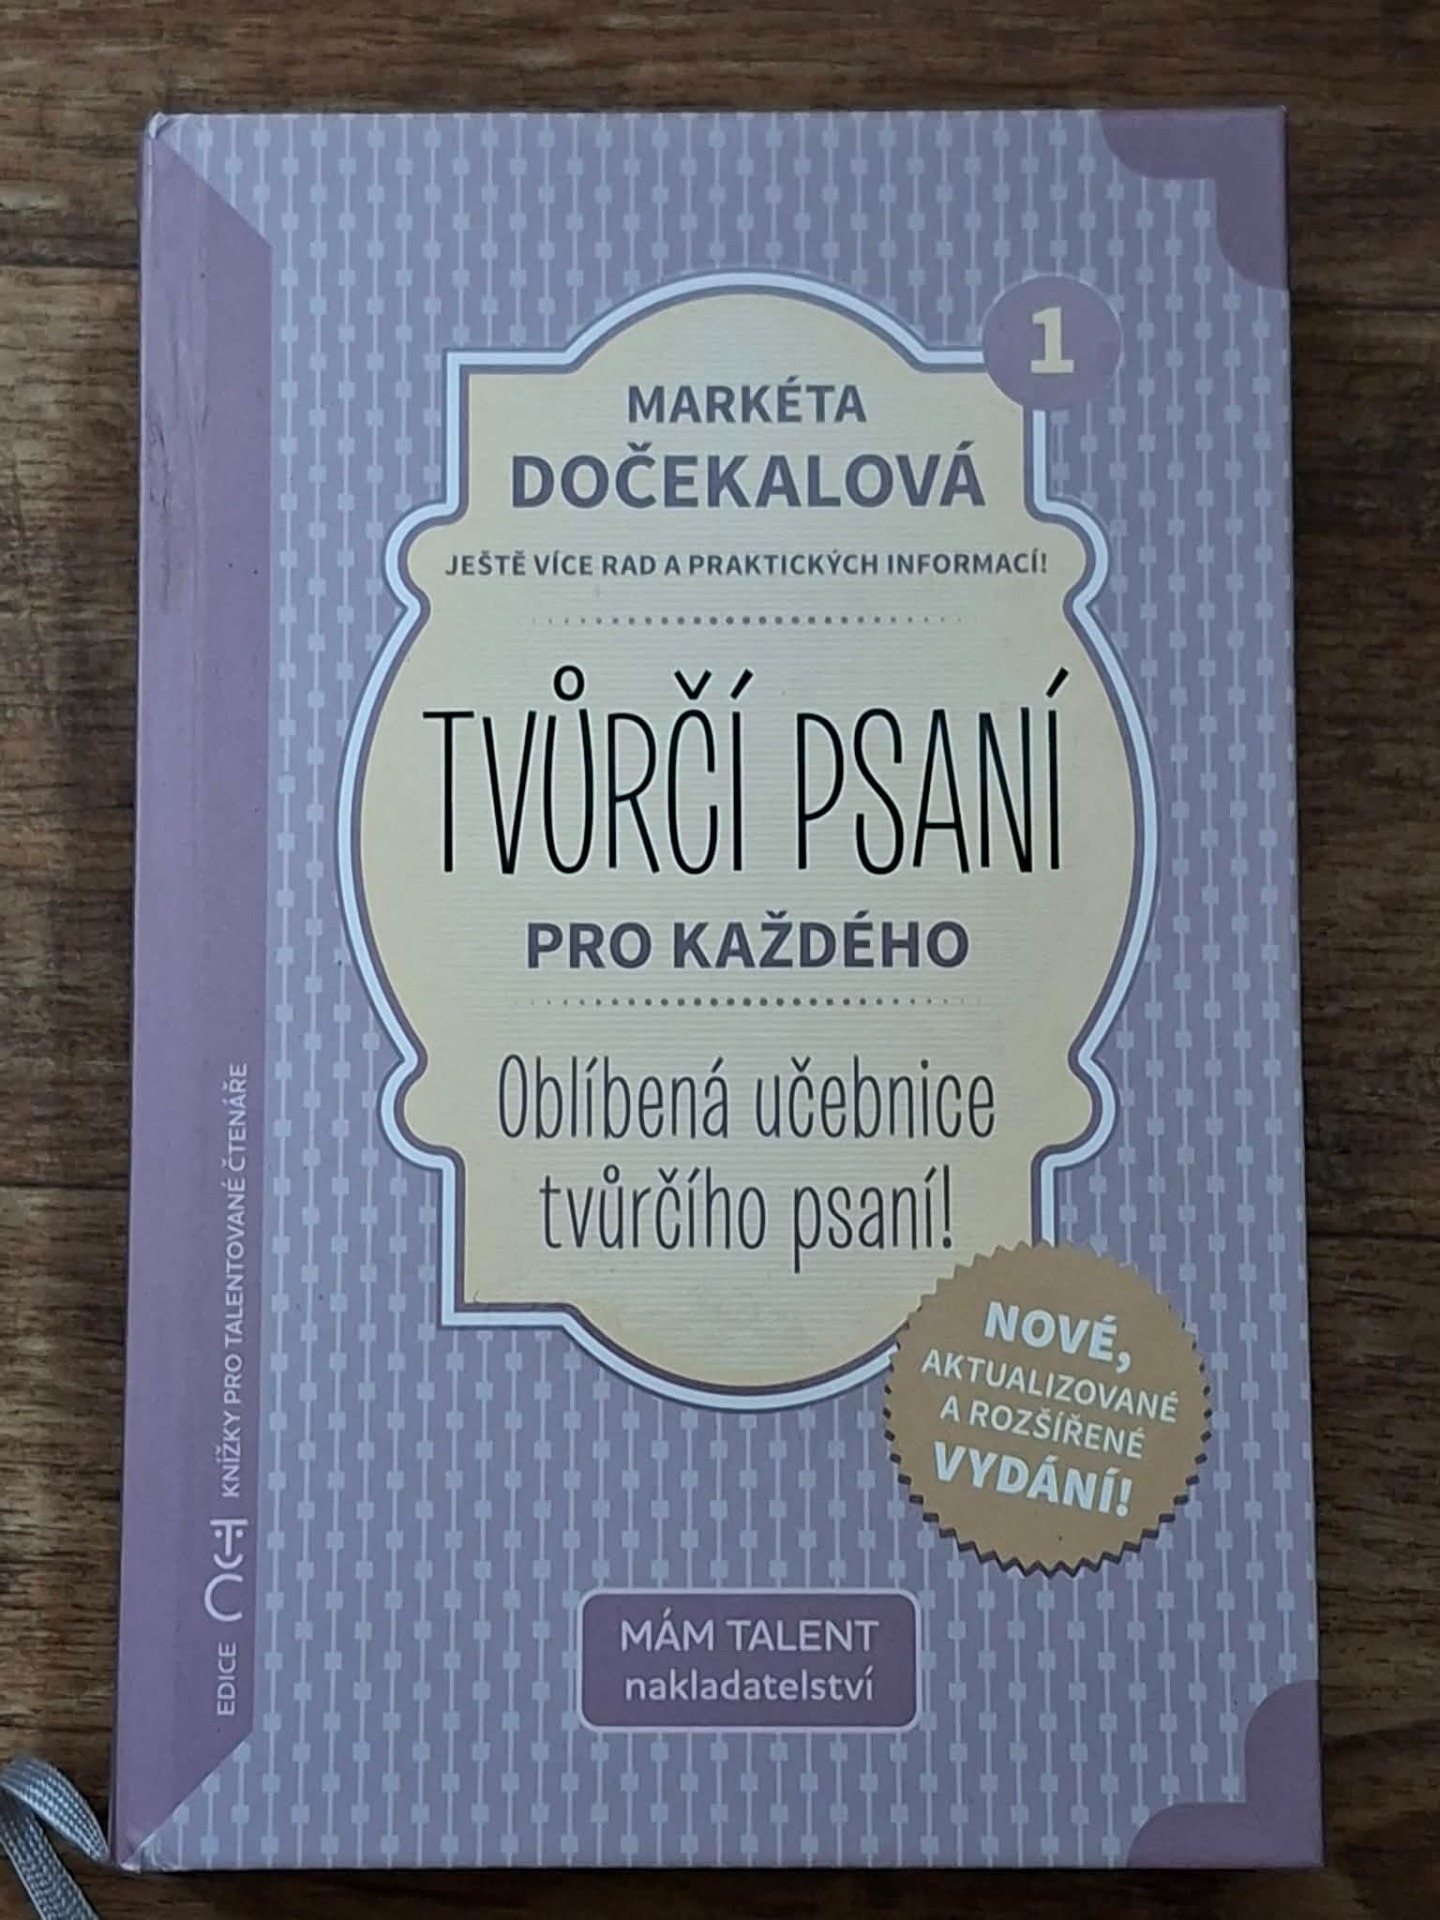 1
MARKÉTA
DOČEKALOVÁ
JEŠTĚ VÍCE RAD A PRAKTICKÝCH INFORMACÍ!
TVŮRČÍ PSANÍ
PRO KAŽDÉHO
Oblíbená učebnice
tvůrčího psaní!
NOVÉ,
AKTUALIZOVANÉ
A ROZŠÍŘENÉ
VYDÁNÍ!
MÁM TALENT
nakladatelství
EDICE
KNÍŽKY PRO TALENTOVANÉ ČTENÁŘE